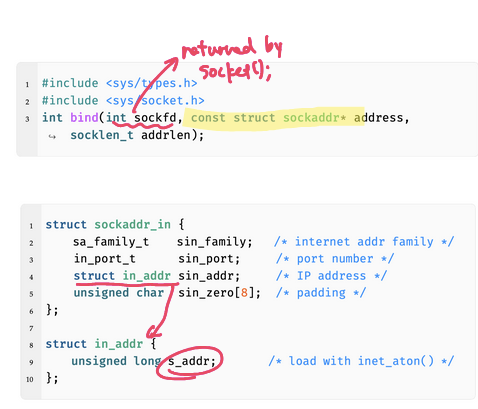 returned by
socket();
1 #include <sys/types.h>
2 #include <sys/socket.h>
3 int bind(int sockfd, const struct sockaddr* address,
↪ socklen_t addrlen);
1 struct sockaddr_in {
2 sa_family_t sin_family; /* internet addr family */
3 in_port_t sin_port; /* port number */
4 struct in_addr sin_addr; /* IP address */
5 unsigned char sin_zero[8]; /* padding */
6 };
7
8 struct in_addr {
9 unsigned long s_addr; /* load with inet_aton() */
10 };